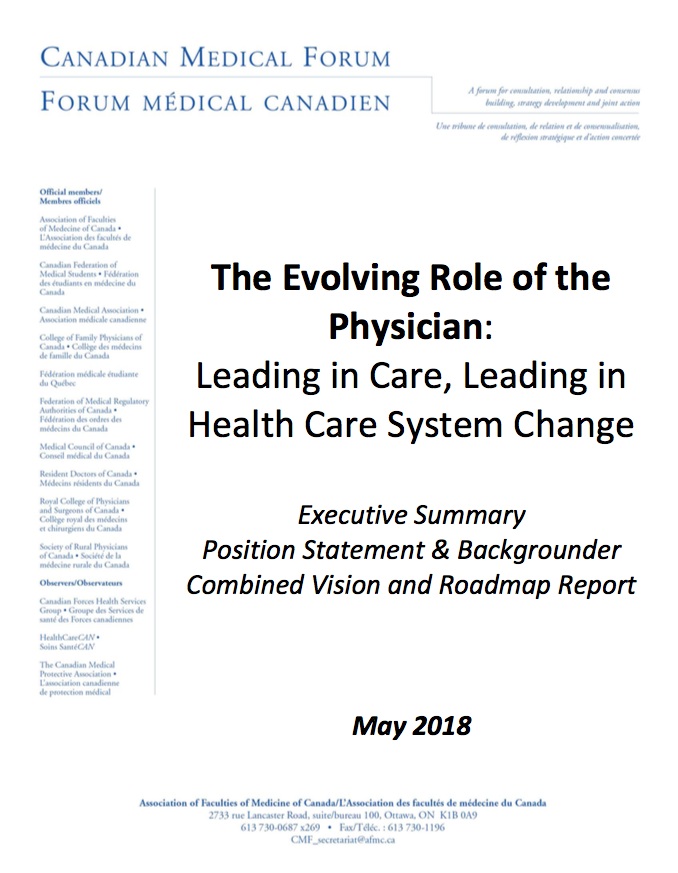 CANADIAN MEDICAL FORUM
FORUM MÉDICAL CANADIEN
A forum for consultation, relationship and consensus
building, strategy development and joint action
Une tribune de consultation, de relation et de consensualisation,
de réflexion stratégique et d'action concertée
Official members/
Membres officiels
Association of Faculties
of Medecine of Canada •
L'Association des facultés de
médecine du Canada
Canadian Federation of
Medical Students • Fédération
des étudiants en médecine du
Canada
Canadian Medical Association •
Association médicale canadienne
College of Family Physicians of
Canada • Collège des médecins
de famille du Canada
Fédération médicale étudiante
du Québec
Federation of Medical Regulatory
Authorities of Canada •
Fédération des ordres des
médecins du Canada
Medical Council of Canada •
Conseil médical du Canada
Resident Doctors of Canada •
Médecins résidents du Canada
Royal College of Physicians
and Surgeons of Canada •
Collège royal des médecins
et chirurgiens du Canada
Society of Rural Physicians
of Canada • Société de la
médecine rurale du Canada
Observers/Observateurs
Canadian Forces Health Services
Group • Groupe des Services de
santé des Forces canadiennes
HealthCareCAN •
Soins SantéCAN
The Canadian Medical
Protective Association •
L'association canadienne
de protection médical
The Evolving Role of the
Physician:
Leading in Care, Leading in
Health Care System Change
Executive Summary
Position Statement & Backgrounder
Combined Vision and Roadmap Report
May 2018
Association of Faculties of Medicine of Canada/L'Association des facultés de médecine du Canada
2733 rue Lancaster Road, suite/bureau 100, Ottawa, ON K1B 0A9
613 730-0687 x269 • Fax/Téléc. : 613 730-1196
CMF_secretariat@afmc.ca